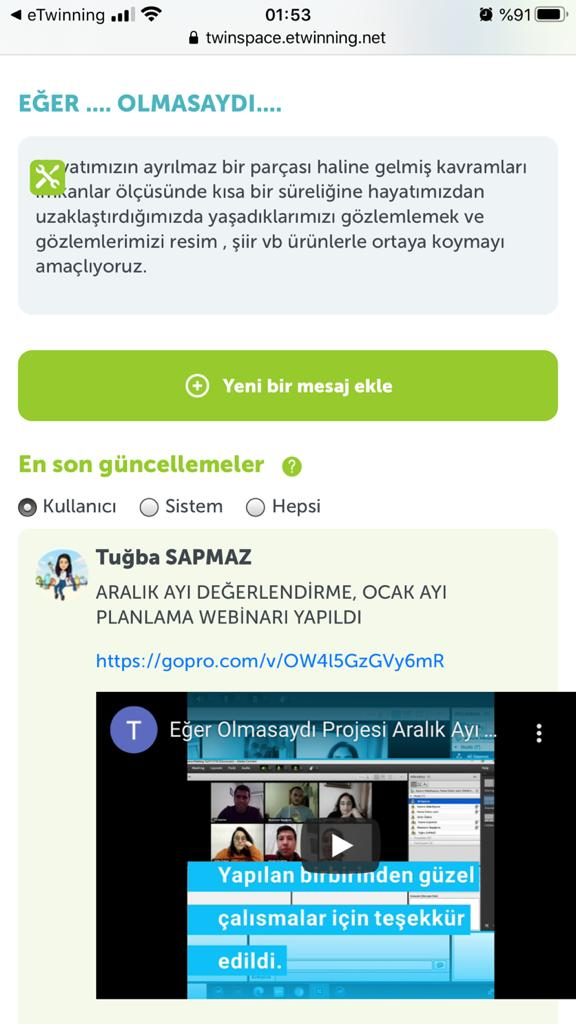 eTwinning
01:53
%91
twinspace.etwinning.net
EĞER .... OLMASAYDI....
yatımızın ayrılmaz bir parçası haline gelmiş kavramları
imkanlar ölçüsünde kısa bir süreliğine hayatımızdan
uzaklaştırdığımızda yaşadıklarımızı gözlemlemek ve
gözlemlerimizi resim , şiir vb ürünlerle ortaya koymayı
amaçlıyoruz.
Yeni bir mesaj ekle
En son güncellemeler ?
Kullanıcı Sistem Hepsi
Tuğba SAPMAZ
ARALIK AYI DEĞERLENDİRME, OCAK AYI
PLANLAMA WEBİNARI YAPILDI
https://gopro.com/v/OW4l5GzGVy6mR
T Eğer Olmasaydı Projesi Aralık Ayı ...
Yapılan birbirinden güzel
çalısmalar için teşekkür
edildi.